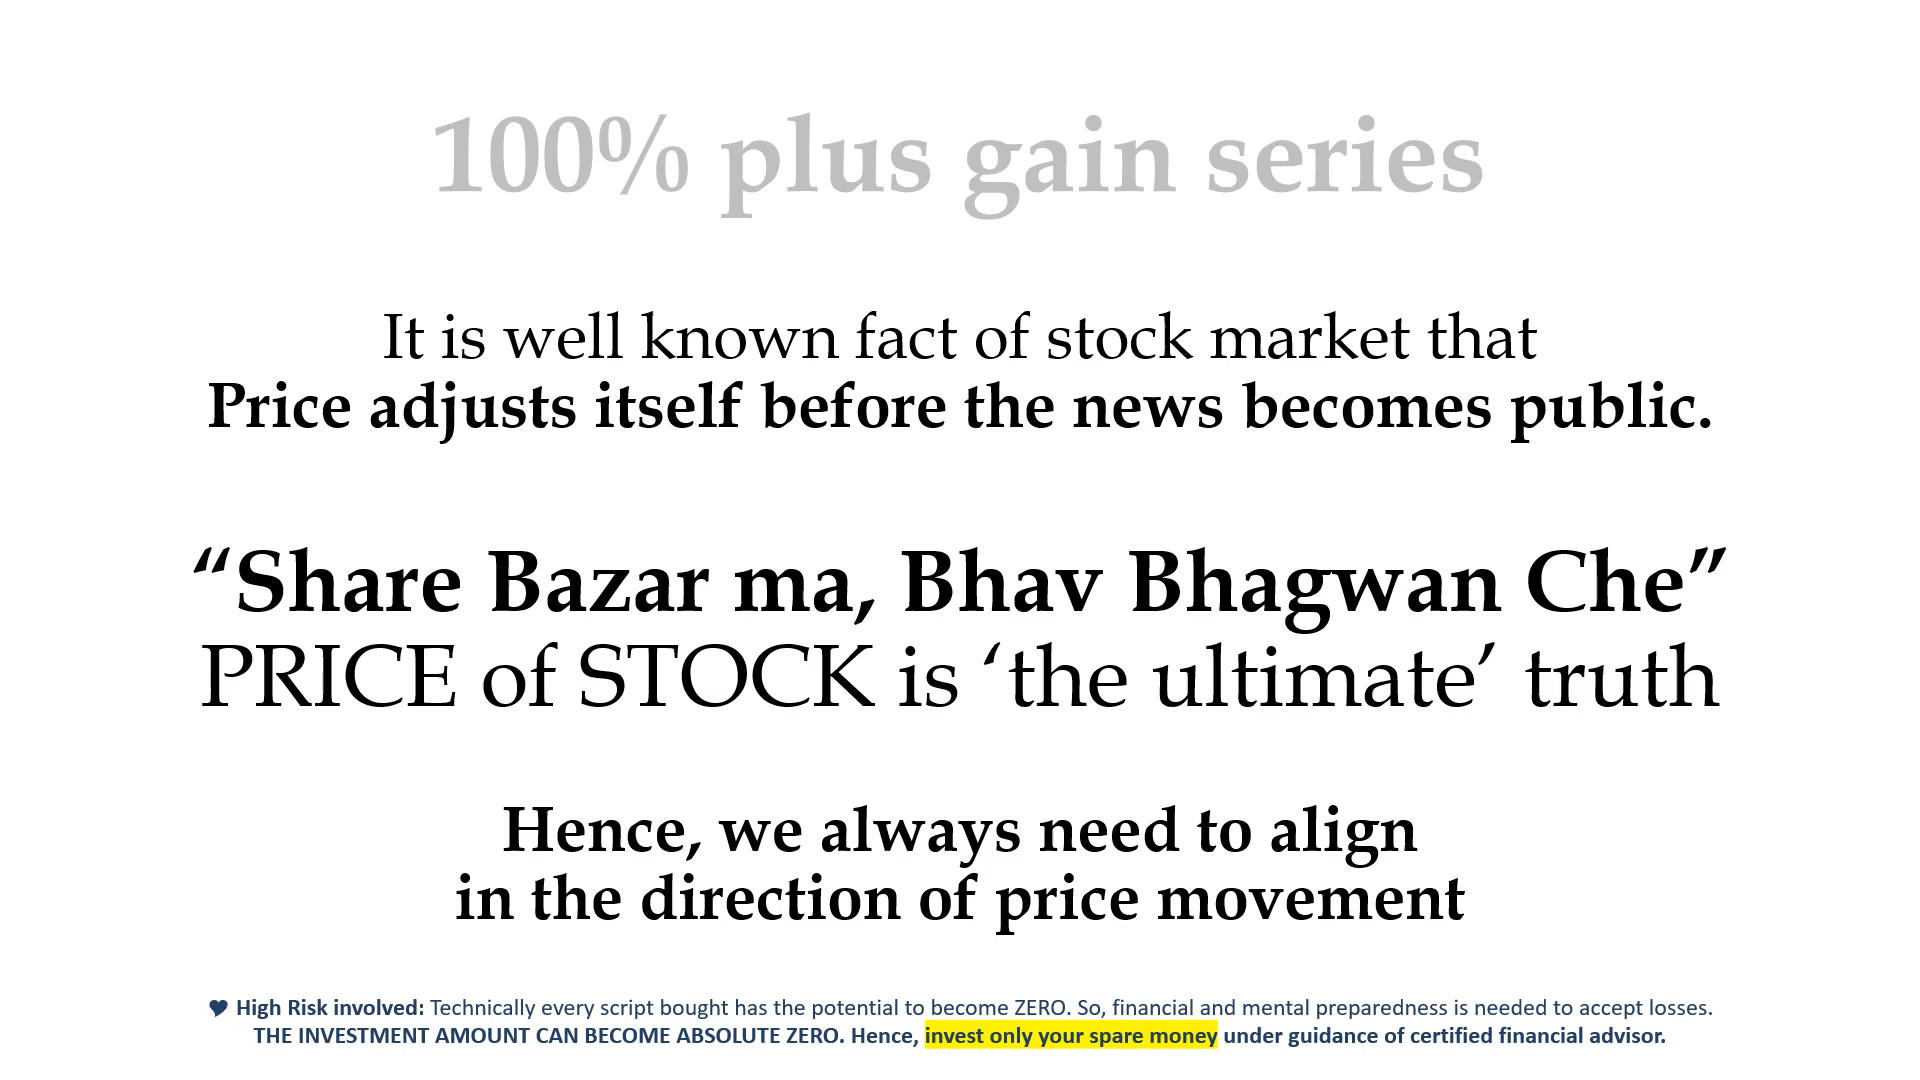 100% plus gain series
It is well known fact of stock market that
Price adjusts itself before the news becomes public.
“Share Bazar ma, Bhav Bhagwan Che”
PRICE of STOCK is ‘the ultimate’ truth
Hence, we always need to align
in the direction of price movement
♥ High Risk involved: Technically every script bought has the potential to become ZERO. So, financial and mental preparedness is needed to accept losses.
THE INVESTMENT AMOUNT CAN BECOME ABSOLUTE ZERO. Hence, invest only your spare money under guidance of certified financial advisor.